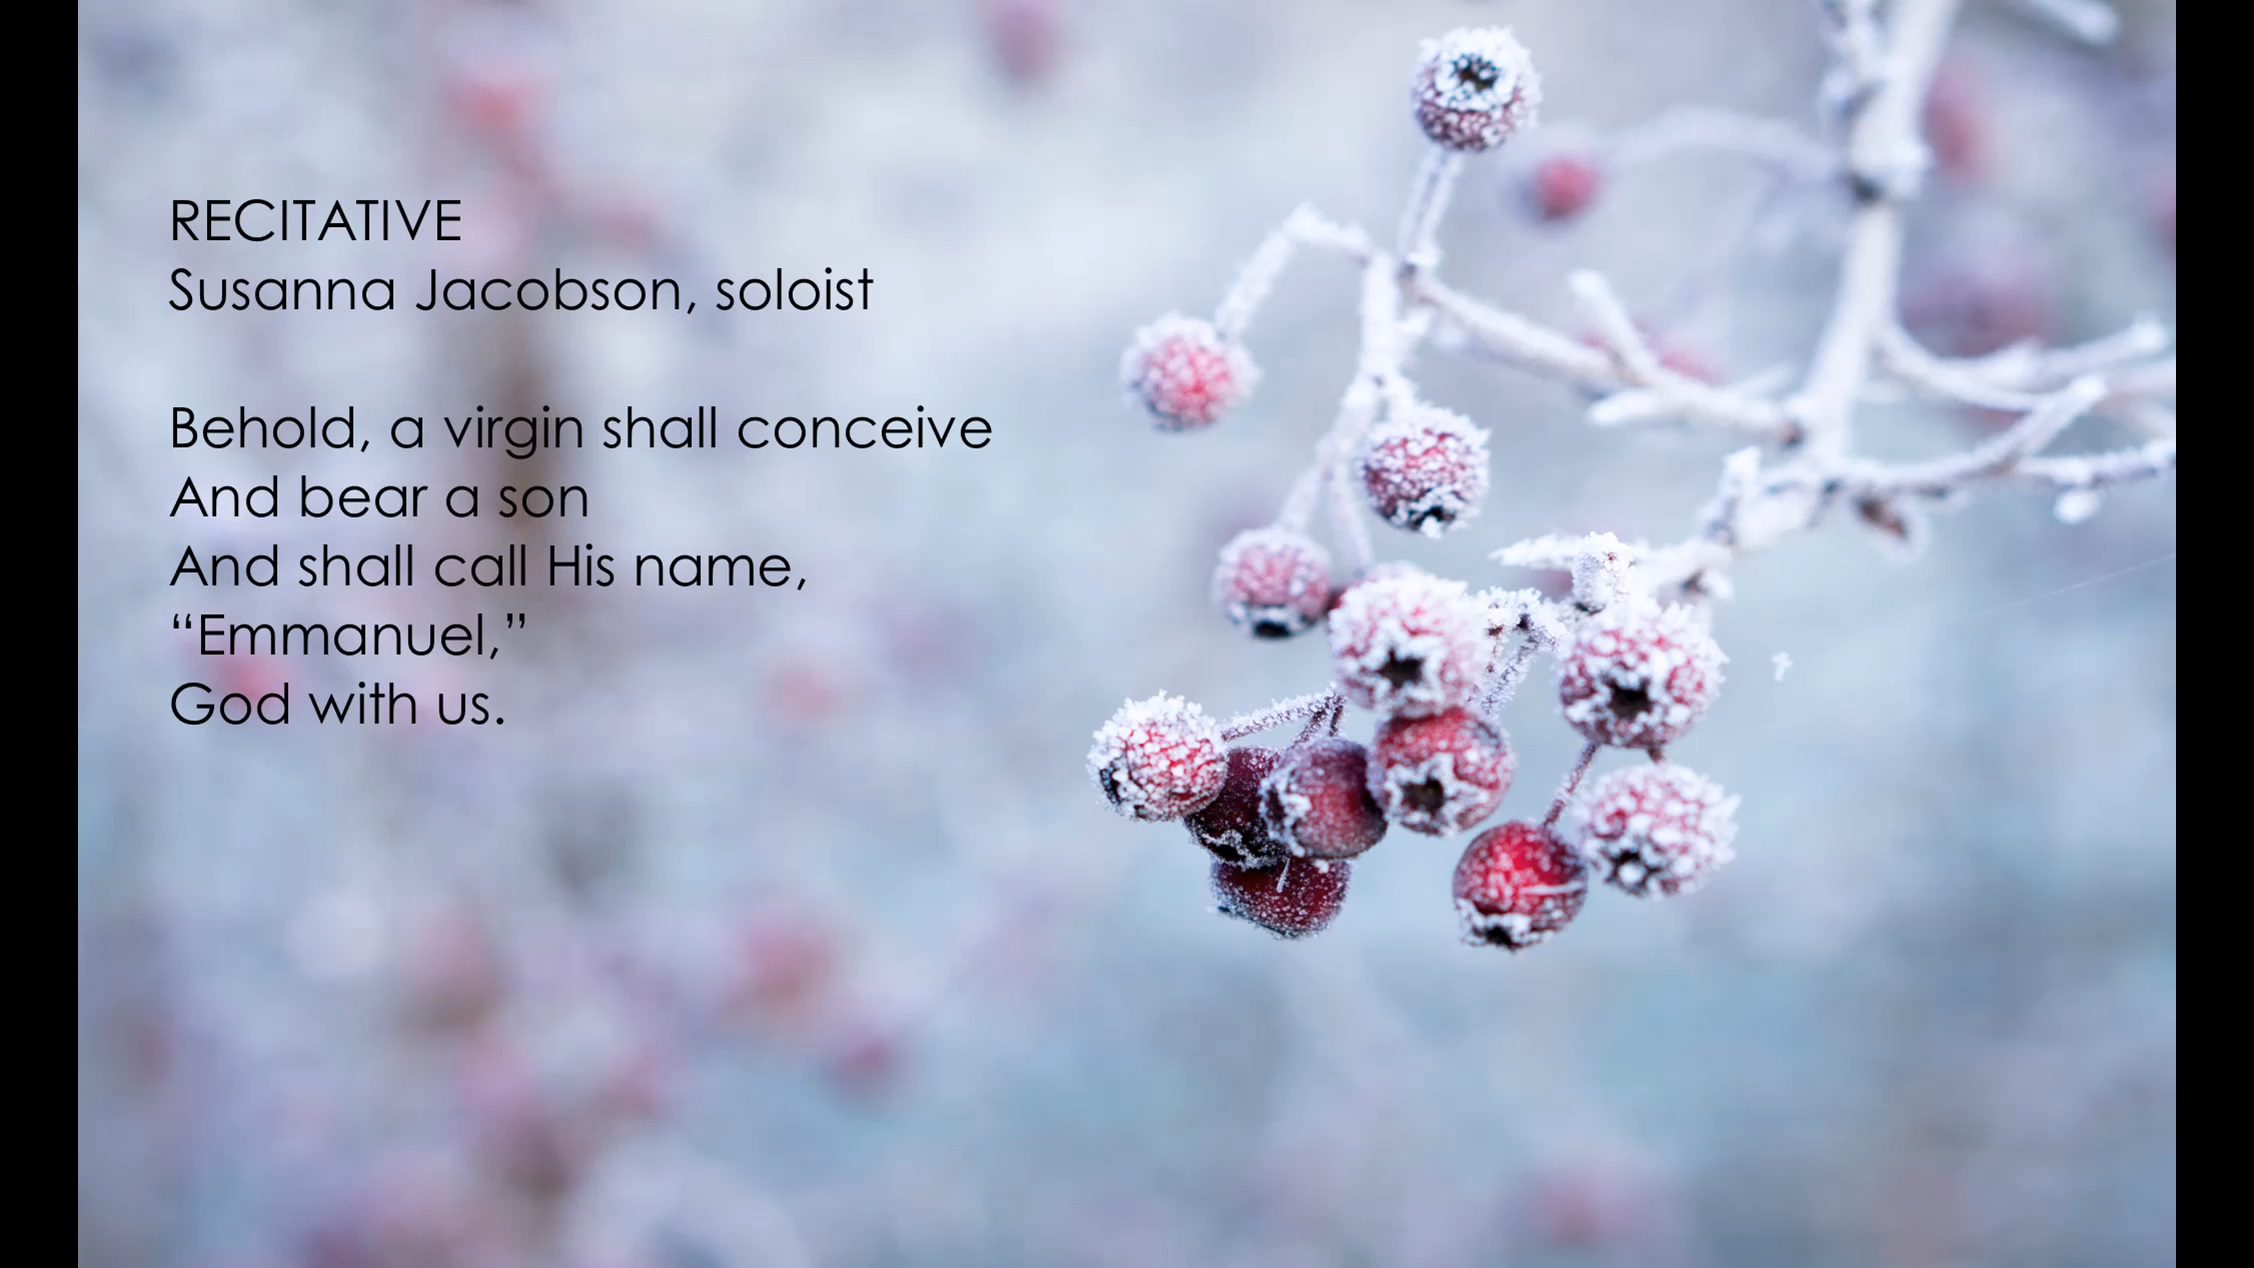 RECITATIVE
Susanna Jacobson, soloist
Behold, a virgin shall conceive
And bear a son
And shall call His name,
“Emmanuel,”
God with us.